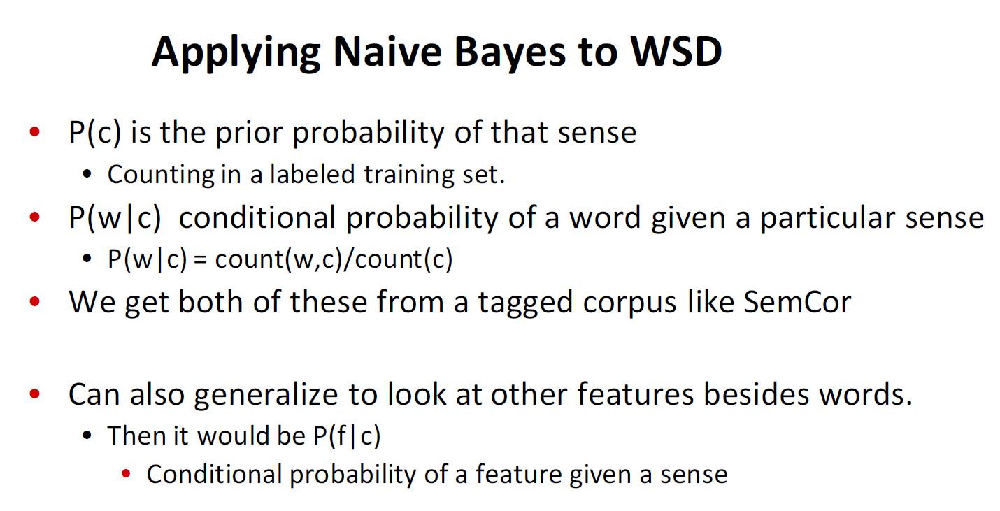 Applying Naive Bayes to WSD
• P(c) is the prior probability of that sense
• Counting in a labeled training set.
• P(w|c) conditional probability of a word given a particular sense
• P(w|c) = count(w,c)/count(c)
• We get both of these from a tagged corpus like SemCor
• Can also generalize to look at other features besides words.
• Then it would be P(f|c)
• Conditional probability of a feature given a sense